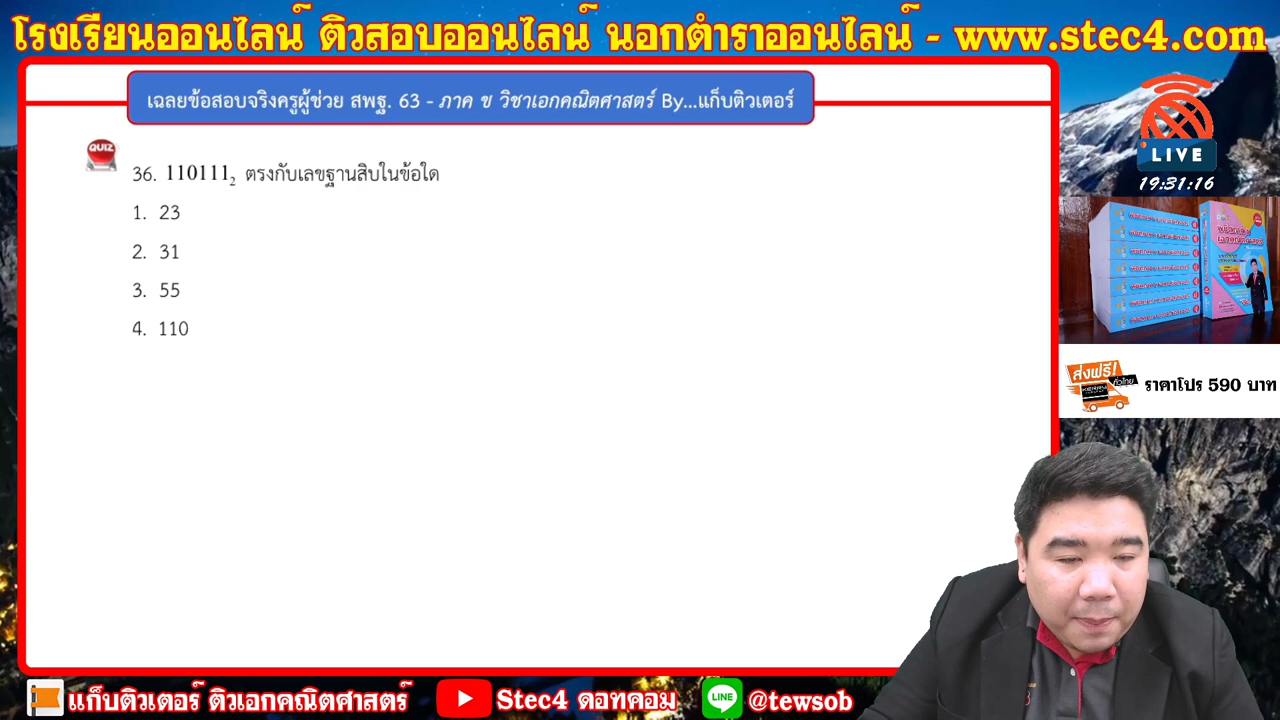 โรงเรียนออนไลน์ ติวสอบออนไลน์ นอกตำราออนไลน์ - www.stec4.com
เฉลยข้อสอบจริงครูผู้ช่วย สพฐ. 63 - ภาค ข วิชาเอกคณิตศาสตร์ By...แก็บติวเตอร์
LIVE
19:31:16
QUIZ
36. 110111₂ ตรงกับเลขฐานสิบในข้อใด
1. 23
2. 31
3. 55
4. 110
ส่งฟรี!
ทั่วไทย
ราคาโปร 590 บาท
แก็บติวเตอร์ ติวเอกคณิตศาสตร์
Stec4 ดอทคอม
LINE
@tewsob